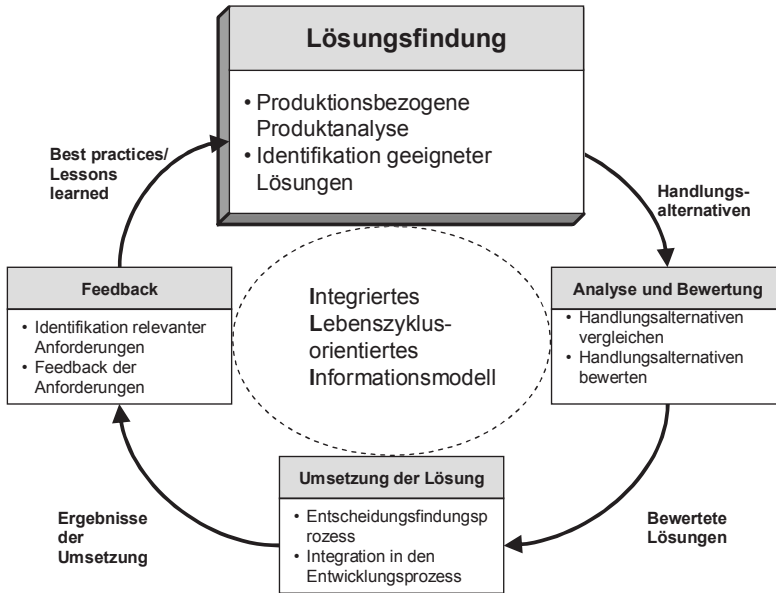 Lösungsfindung
• Produktionsbezogene
Produktanalyse
• Identifikation geeigneter
Lösungen
Best practices/
Lessons
learned
Handlungs-
alternativen
Feedback
• Identifikation relevanter
Anforderungen
• Feedback der
Anforderungen
Integriertes
Lebenszyklus-
orientiertes
Informationsmodell
Analyse und Bewertung
• Handlungsalternativen
vergleichen
• Handlungsalternativen
bewerten
Umsetzung der Lösung
• Entscheidungsfindungsp
rozess
• Integration in den
Entwicklungsprozess
Ergebnisse
der
Umsetzung
Bewertete
Lösungen